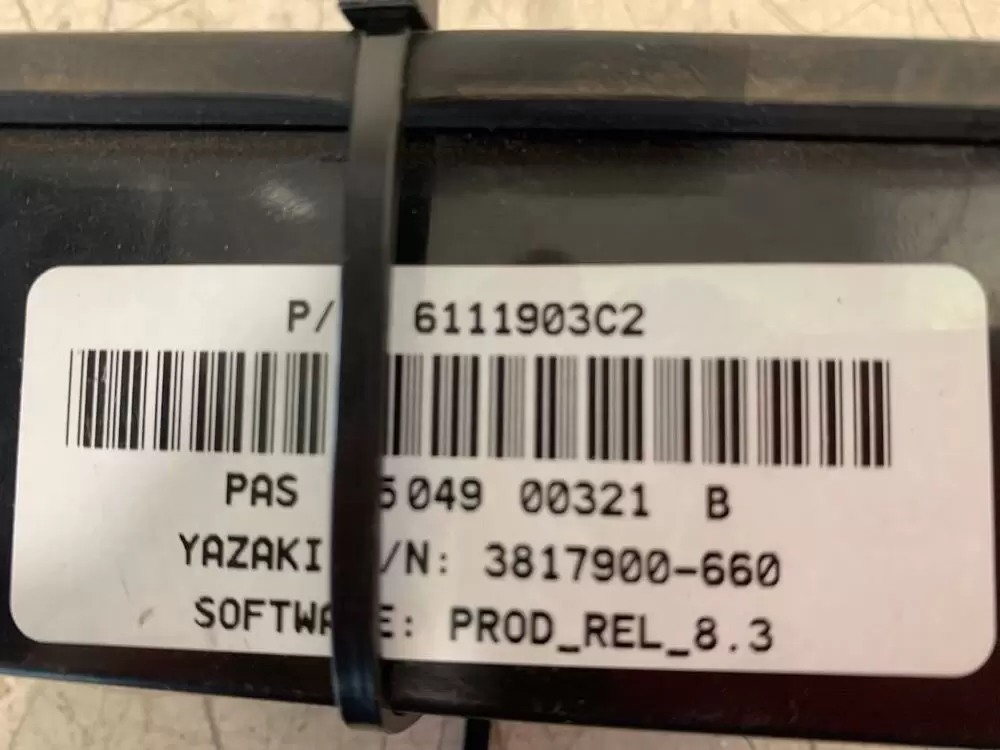 P/ 6111903C2
PAS 5049 00321 B
YAZAKI /N: 3817900-660
SOFTWA E: PROD_REL_8.3